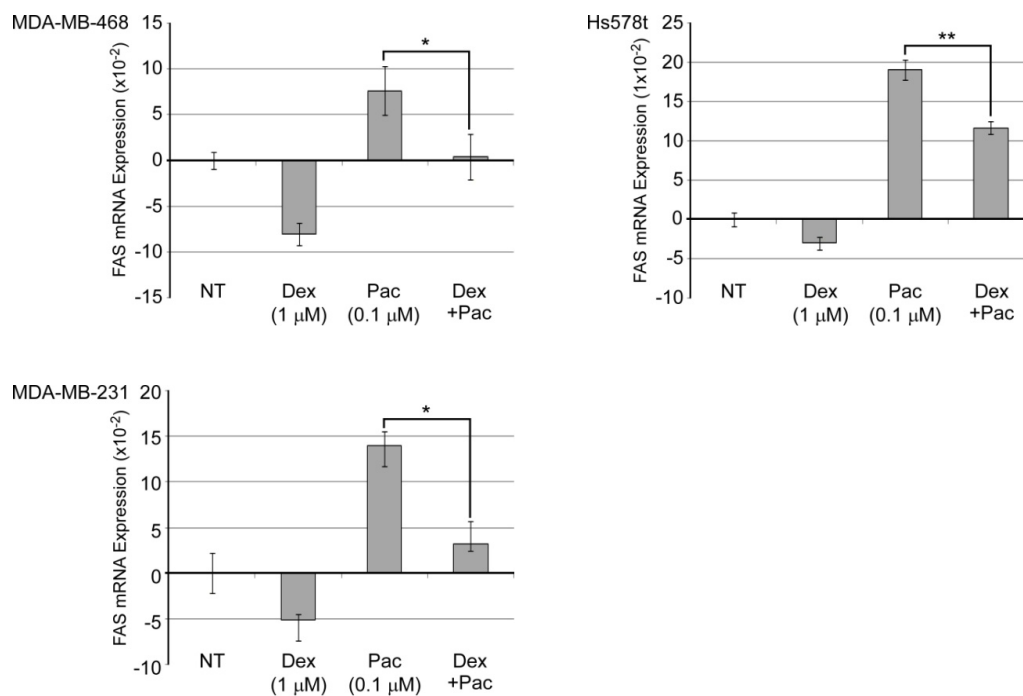 MDA-MB-468
FAS mRNA Expression (x10-2)
15
10
5
0
-5
-10
-15
*
NT
Dex
(1 μM)
Pac
(0.1 μM)
Dex
+Pac
Hs578t
FAS mRNA Expression (1x10-2)
25
20
15
10
5
0
-5
-10
**
NT
Dex
(1 μM)
Pac
(0.1 μM)
Dex
+Pac
MDA-MB-231
FAS mRNA Expression (x10-2)
20
15
10
5
0
-5
-10
*
NT
Dex
(1 μM)
Pac
(0.1 μM)
Dex
+Pac